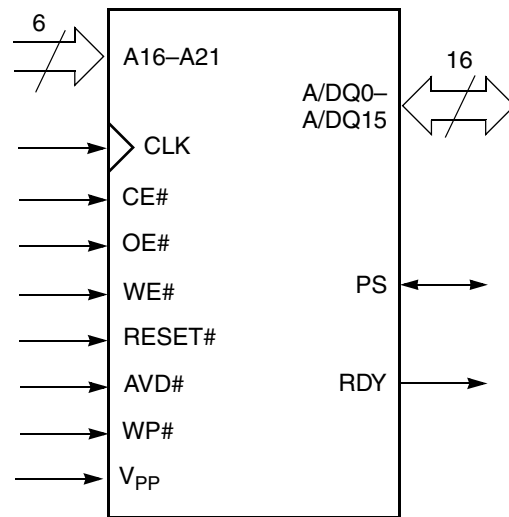 6
A16–A21
16
A/DQ0–
A/DQ15
CLK
CE#
OE#
WE#
PS
RESET#
AVD#
RDY
WP#
VPP